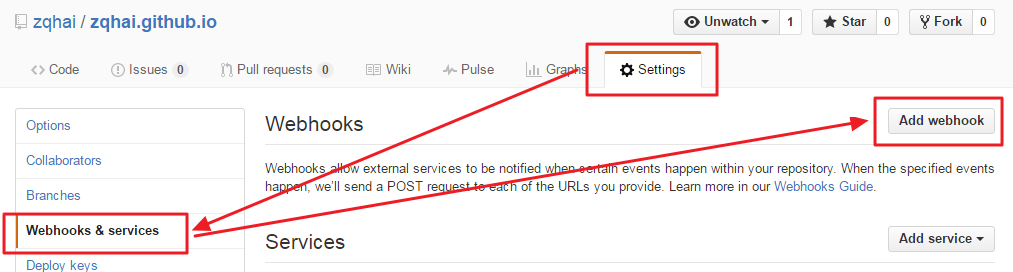 zqhai / zqhai.github.io
Unwatch 1 Star 0 Fork 0
Code Issues 0 Pull requests 0 Wiki Pulse Graphs Settings
Options
Collaborators
Branches
Webhooks & services
Deploy keys
Webhooks
Add webhook
Webhooks allow external services to be notified when certain events happen within your repository. When the specified events
happen, we'll send a POST request to each of the URLs you provide. Learn more in our Webhooks Guide.
Services
Add service